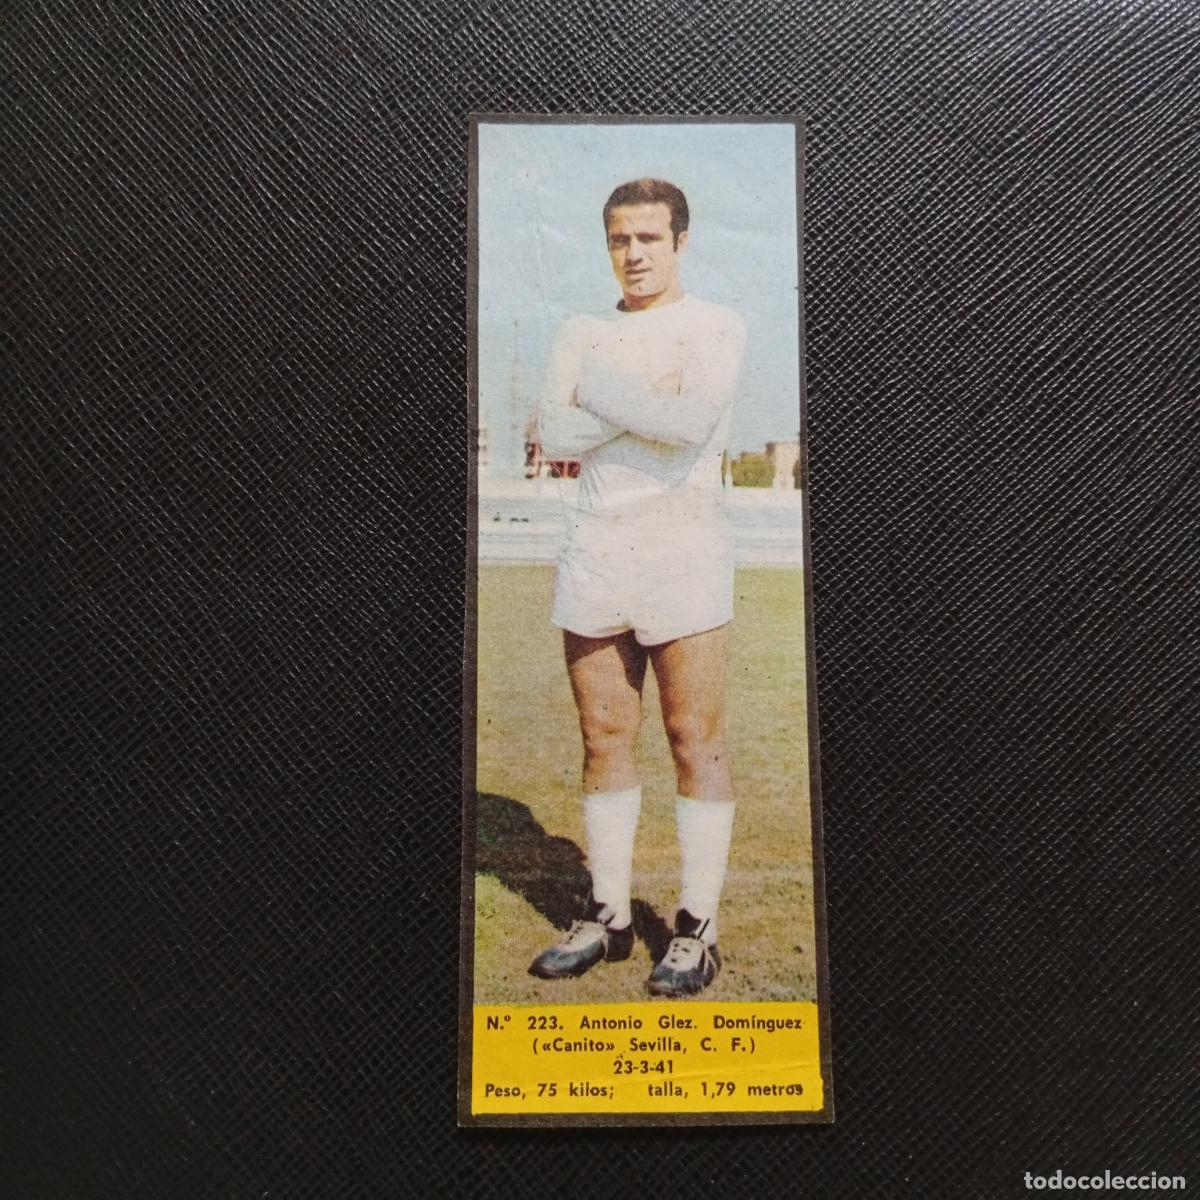 N.º 223. Antonio Glez. Domínguez
(«Canito» Sevilla, C. F.)
23-3-41
Peso, 75 kilos; talla, 1,79 metros
todocoleccion